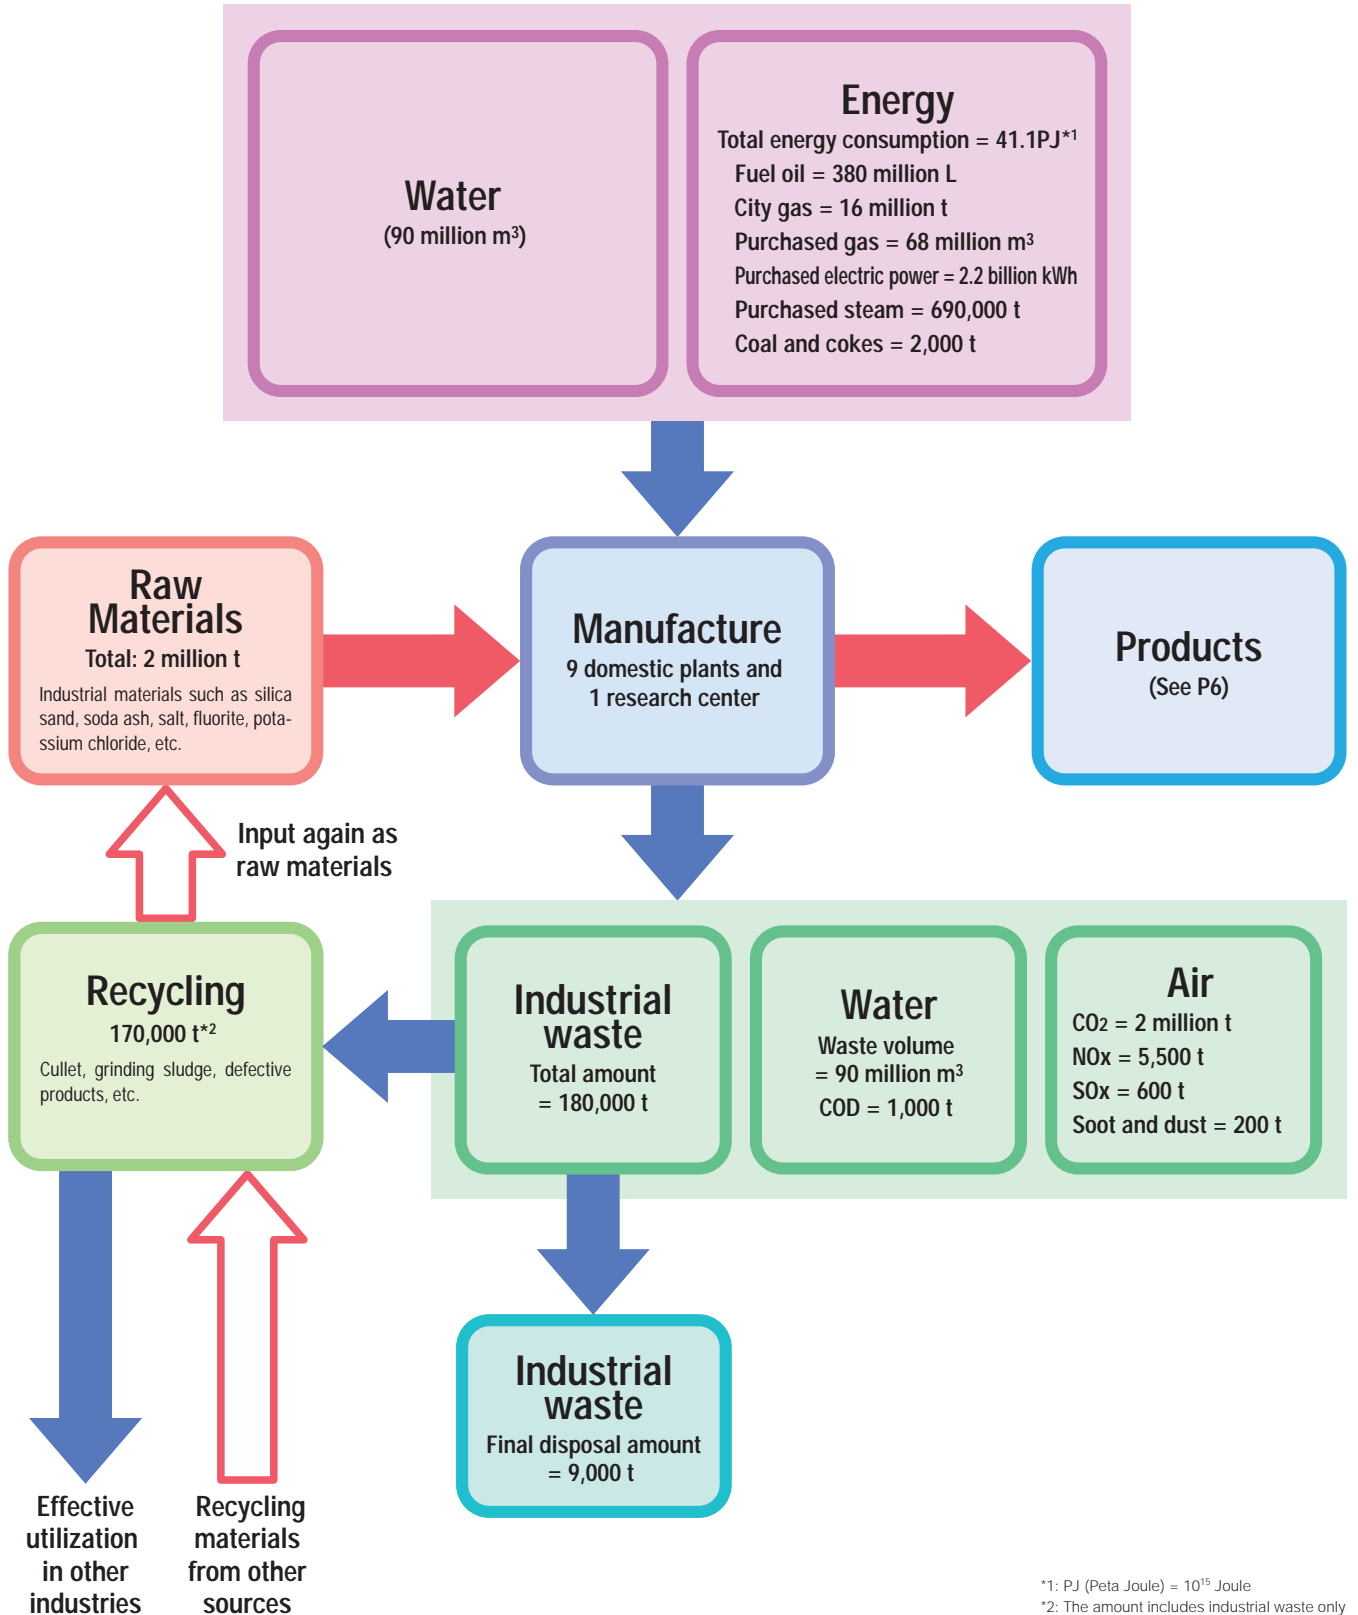 Water
(90 million m³)
Energy
Total energy consumption = 41.1PJ*1
Fuel oil = 380 million L
City gas = 16 million t
Purchased gas = 68 million m³
Purchased electric power = 2.2 billion kWh
Purchased steam = 690,000 t
Coal and cokes = 2,000 t
Raw
Materials
Total: 2 million t
Industrial materials such as silica
sand, soda ash, salt, fluorite, pota-
ssium chloride, etc.
Manufacture
9 domestic plants and
1 research center
Products
(See P6)
Input again as
raw materials
Recycling
170,000 t*2
Cullet, grinding sludge, defective
products, etc.
Industrial
waste
Total amount
= 180,000 t
Water
Waste volume
= 90 million m³
COD = 1,000 t
Air
CO2 = 2 million t
NOx = 5,500 t
SOx = 600 t
Soot and dust = 200 t
Industrial
waste
Final disposal amount
= 9,000 t
Effective
utilization
in other
industries
Recycling
materials
from other
sources
*1: PJ (Peta Joule) = 10¹⁵ Joule
*2: The amount includes industrial waste only